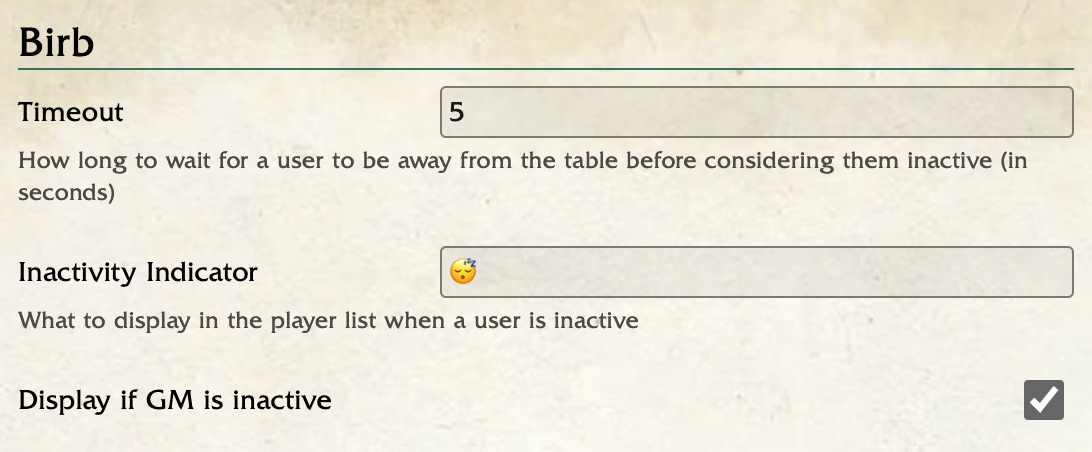 Birb
Timeout
5
How long to wait for a user to be away from the table before considering them inactive (in
seconds)
Inactivity Indicator
😴
What to display in the player list when a user is inactive
Display if GM is inactive